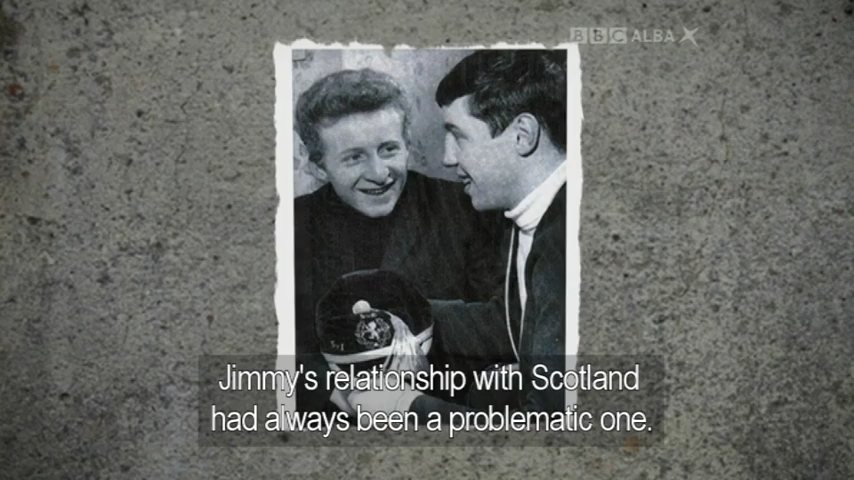 BBC ALBA
Jimmy's relationship with Scotland
had always been a problematic one.